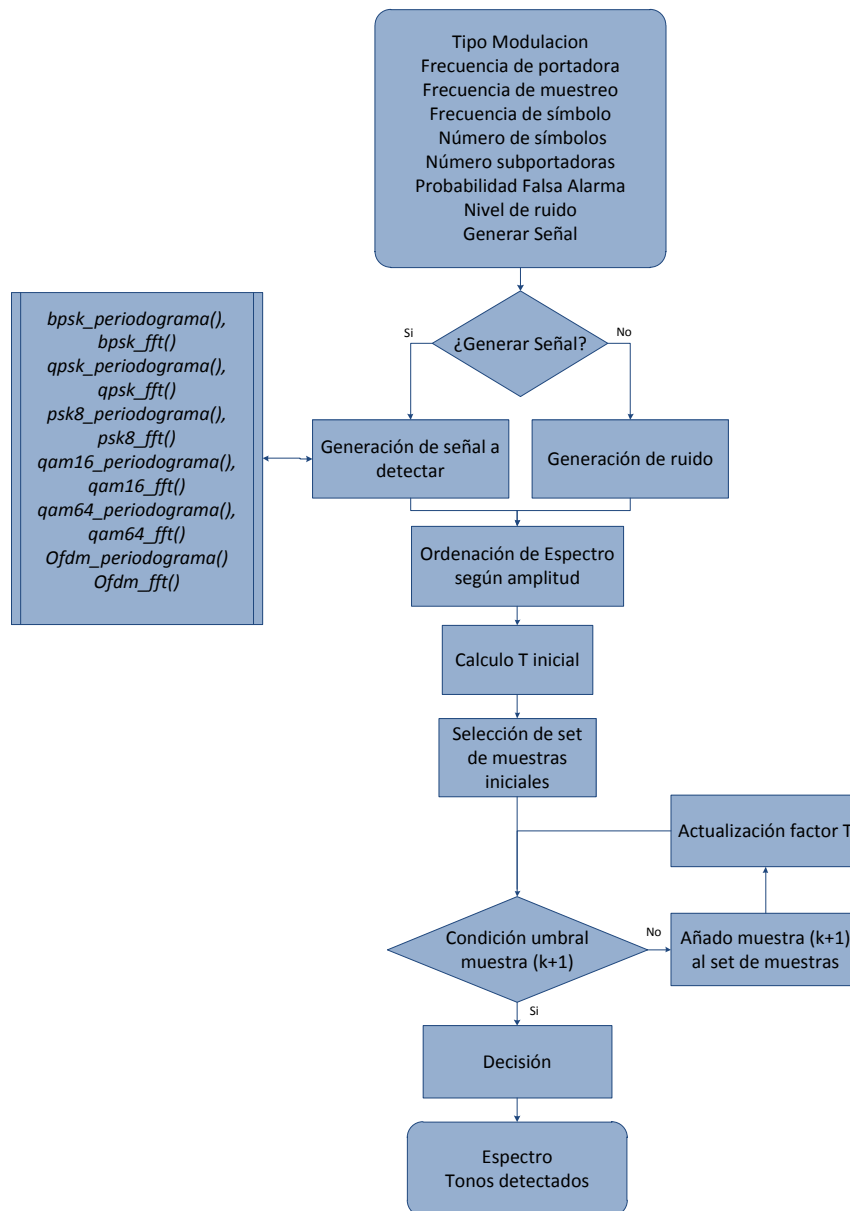 Tipo Modulacion
Frecuencia de portadora
Frecuencia de muestreo
Frecuencia de símbolo
Número de símbolos
Número subportadoras
Probabilidad Falsa Alarma
Nivel de ruido
Generar Señal
¿Generar Señal?
Si
No
bpsk_periodograma(),
bpsk_fft()
qpsk_periodograma(),
qpsk_fft()
psk8_periodograma(),
psk8_fft()
qam16_periodograma(),
qam16_fft()
qam64_periodograma(),
qam64_fft()
Ofdm_periodograma()
Ofdm_fft()
Generación de señal a
detectar
Generación de ruido
Ordenación de Espectro
según amplitud
Calculo T inicial
Selección de set
de muestras
iniciales
Actualización factor T
Condición umbral
muestra (k+1)
No
Añado muestra (k+1)
al set de muestras
Si
Decisión
Espectro
Tonos detectados